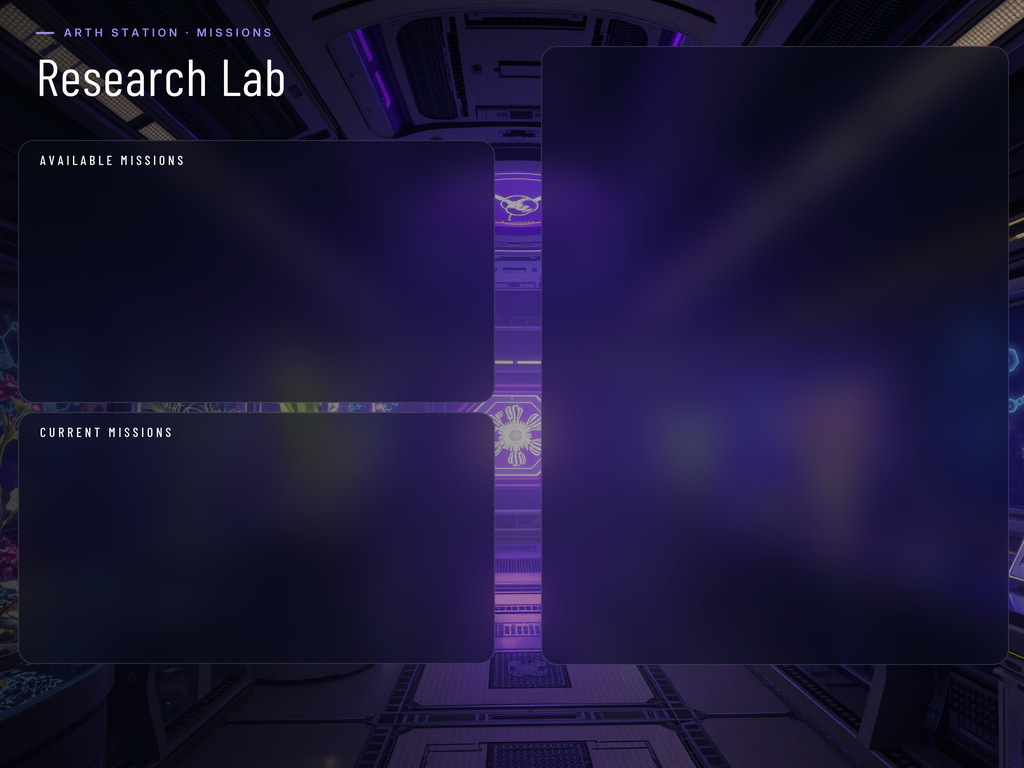 ARTH STATION · MISSIONS
Research Lab
AVAILABLE MISSIONS
CURRENT MISSIONS